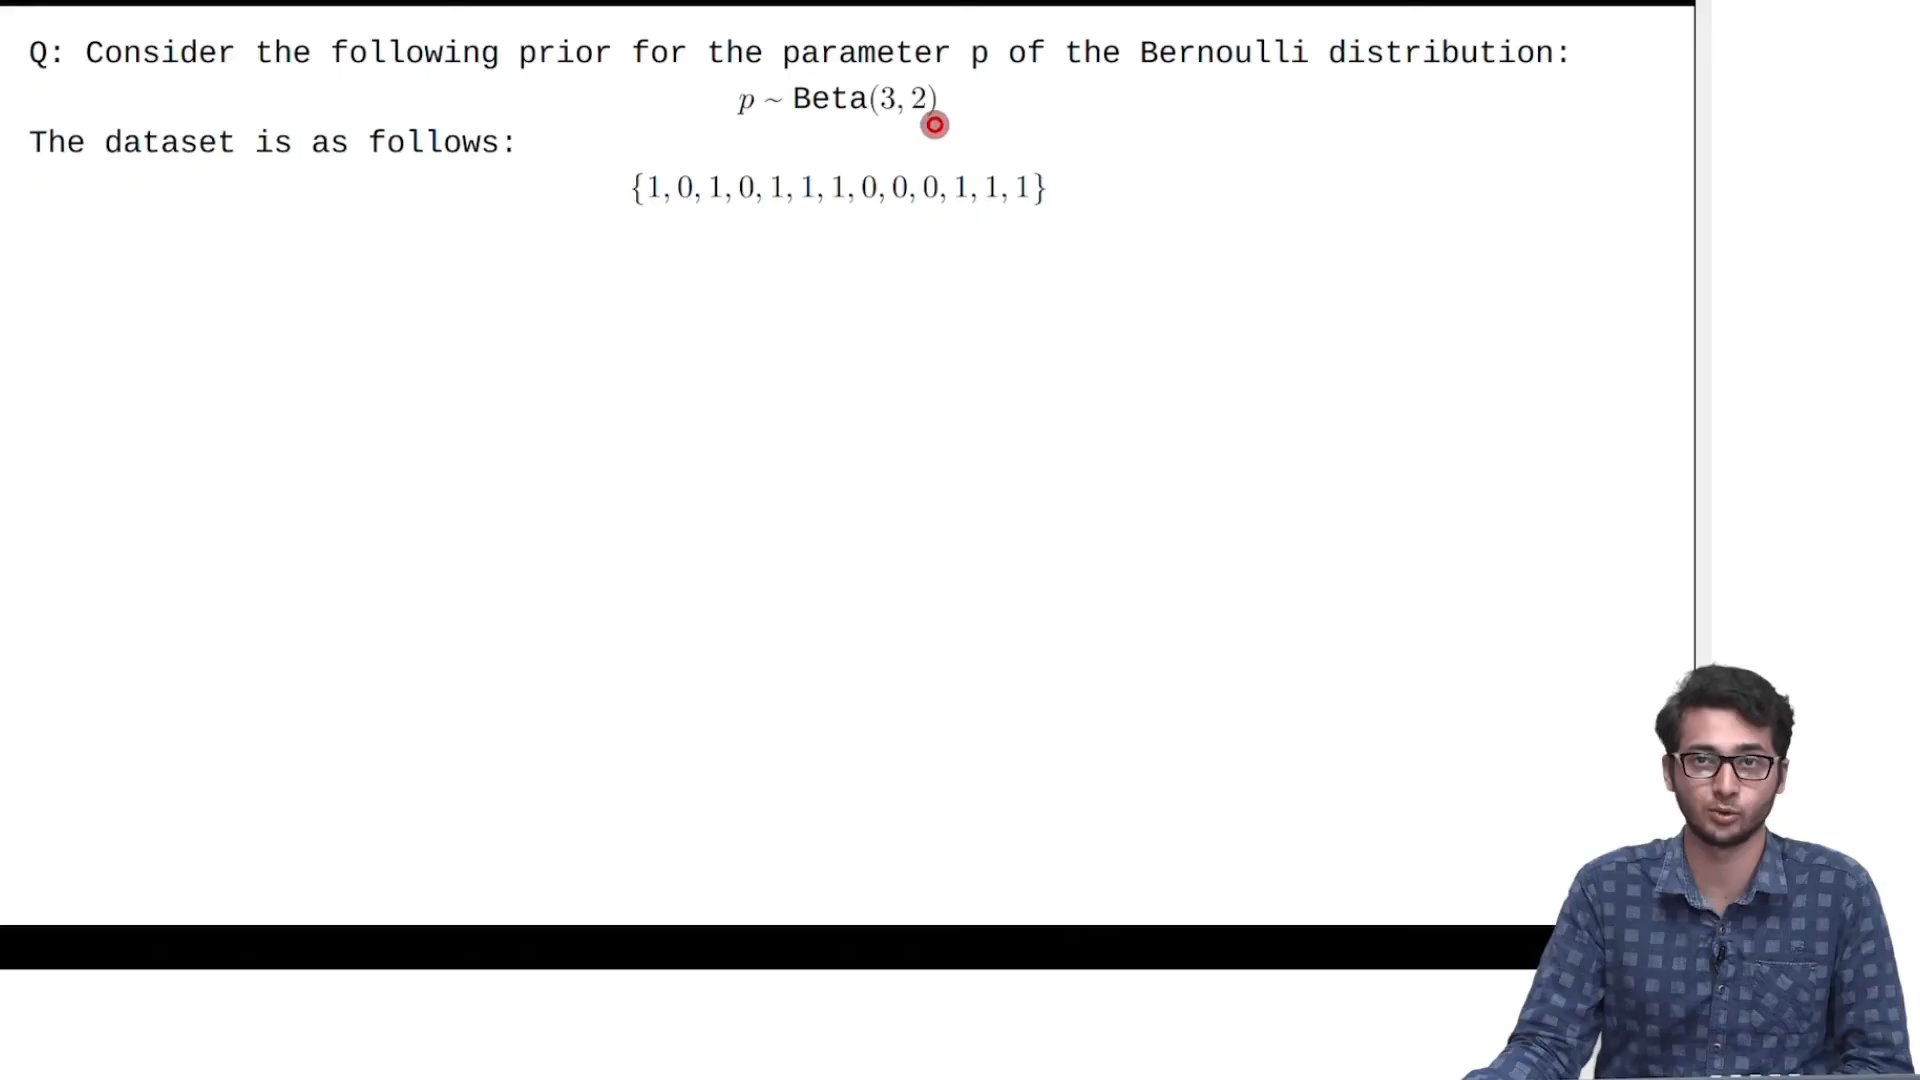 Q: Consider the following prior for the parameter p of the Bernoulli distribution:
p ~ Beta(3, 2)
The dataset is as follows:
{1, 0, 1, 0, 1, 1, 1, 0, 0, 0, 1, 1, 1}